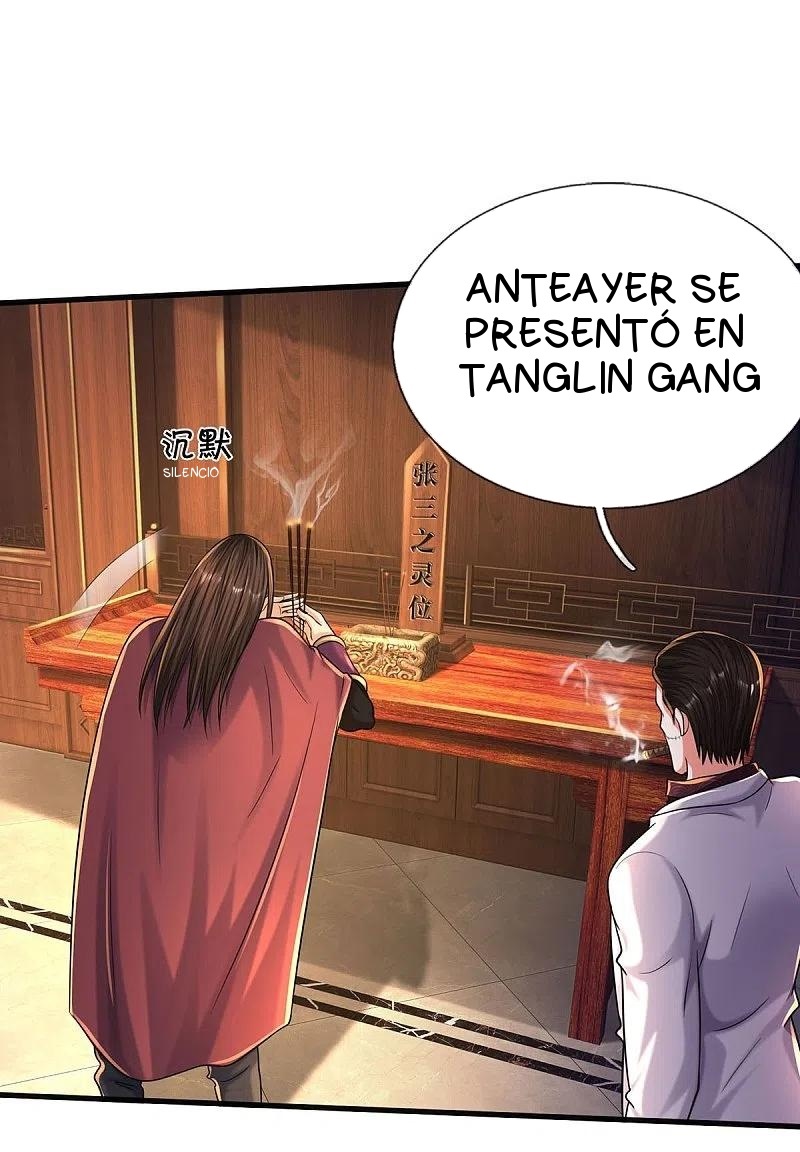 ANTEAYER SE
PRESENTÓ EN
TANGLIN GANG
沉默
SILENCIO
张三之灵位